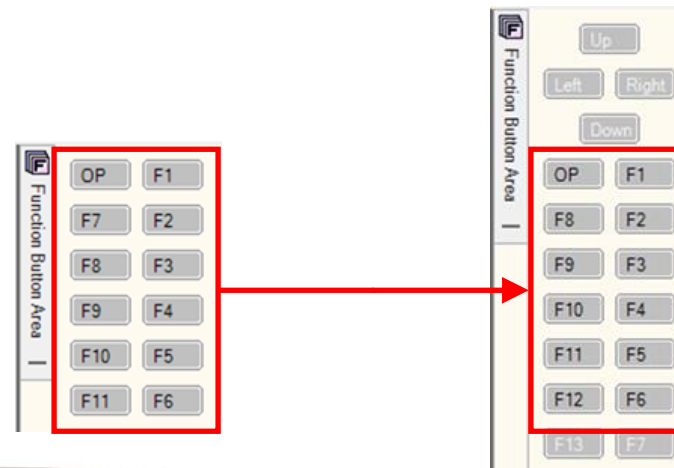 Function Button Area
OP F1
F7 F2
F8 F3
F9 F4
F10 F5
F11 F6
Function Button Area
Up
Left Right
Down
OP F1
F8 F2
F9 F3
F10 F4
F11 F5
F12 F6
F13 F7